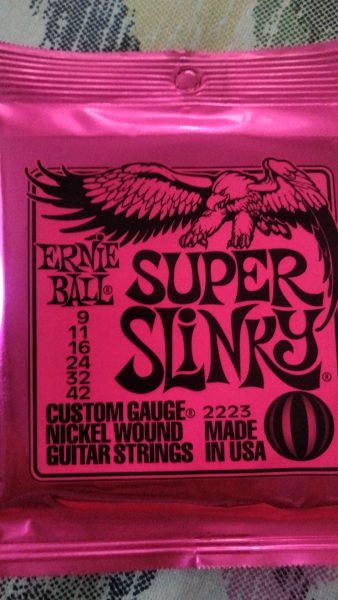 ERNIE
BALL®
SUPER
SLINKY®
9
11
16
24
32
42
CUSTOM GAUGE® 2223
NICKEL WOUND MADE
GUITAR STRINGS IN USA